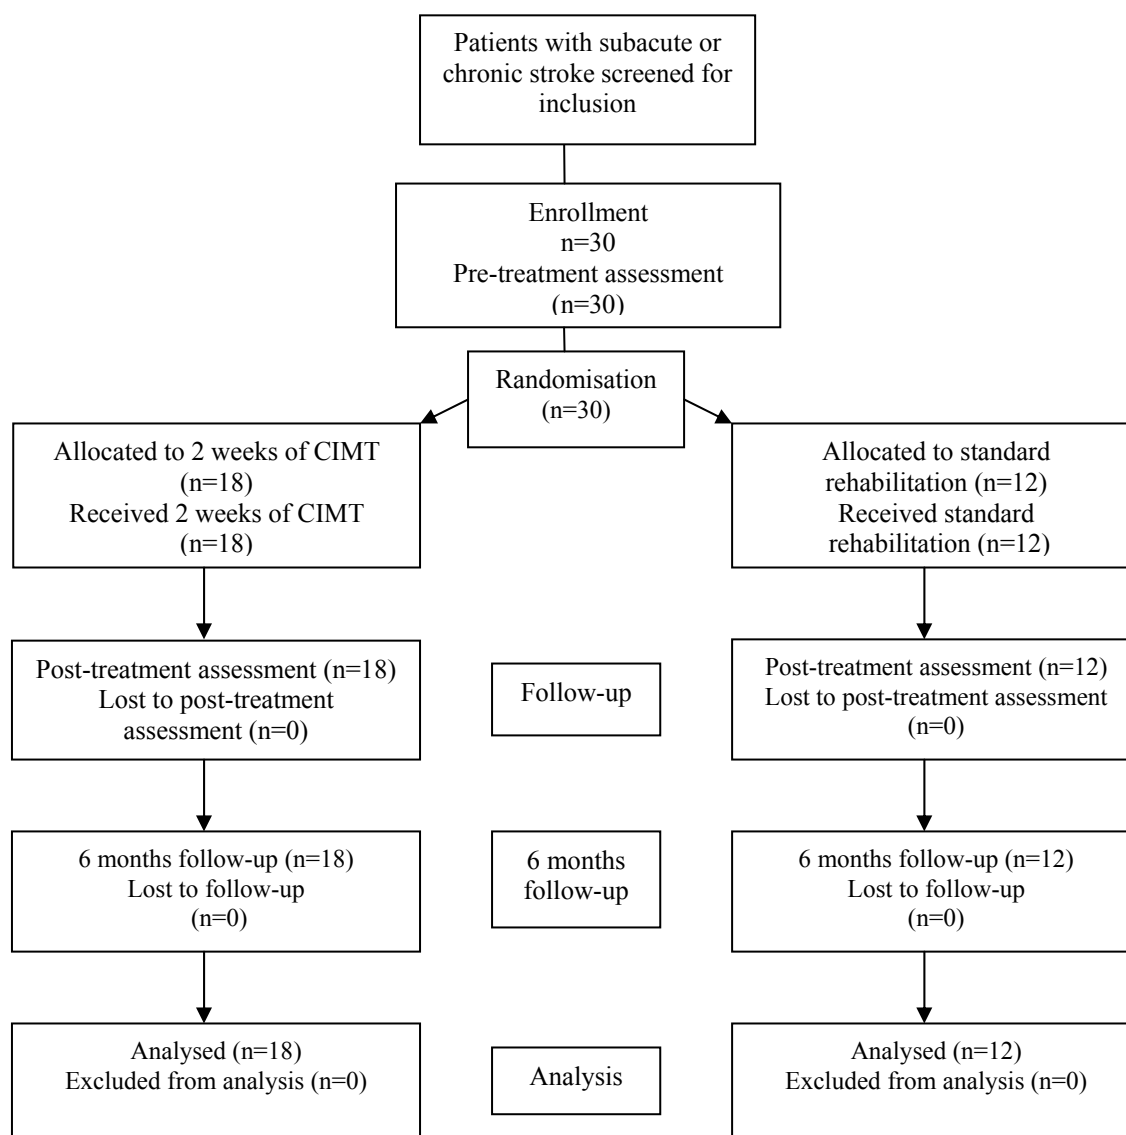 Patients with subacute or
chronic stroke screened for
inclusion
Enrollment
n=30
Pre-treatment assessment
(n=30)
Randomisation
(n=30)
Allocated to 2 weeks of CIMT
(n=18)
Received 2 weeks of CIMT
(n=18)
Allocated to standard
rehabilitation (n=12)
Received standard
rehabilitation (n=12)
Post-treatment assessment (n=18)
Lost to post-treatment
assessment (n=0)
Follow-up
Post-treatment assessment (n=12)
Lost to post-treatment assessment
(n=0)
6 months follow-up (n=18)
Lost to follow-up
(n=0)
6 months
follow-up
6 months follow-up (n=12)
Lost to follow-up
(n=0)
Analysed (n=18)
Excluded from analysis (n=0)
Analysis
Analysed (n=12)
Excluded from analysis (n=0)